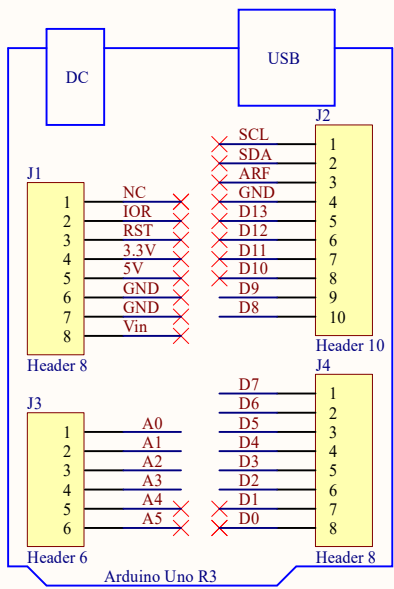 DC
USB
J1
1 NC
2 IOR
3 RST
4 3.3V
5 5V
6 GND
7 GND
8 Vin
Header 8
J2
SCL 1
SDA 2
ARF 3
GND 4
D13 5
D12 6
D11 7
D10 8
D9 9
D8 10
Header 10
J3
1 A0
2 A1
3 A2
4 A3
5 A4
6 A5
Header 6
J4
D7 1
D6 2
D5 3
D4 4
D3 5
D2 6
D1 7
D0 8
Header 8
Arduino Uno R3